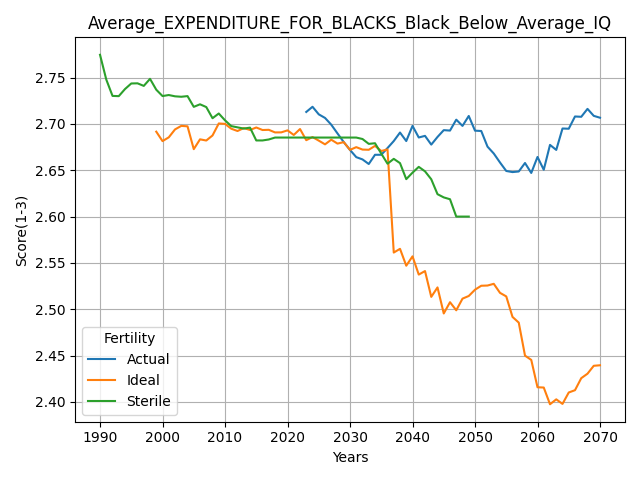 Average_EXPENDITURE_FOR_BLACKS_Black_Below_Average_IQ
Score(1-3)
2.75
2.70
2.65
2.60
2.55
2.50
2.45
2.40
Fertility
Actual
Ideal
Sterile
1990 2000 2010 2020 2030 2040 2050 2060 2070
Years